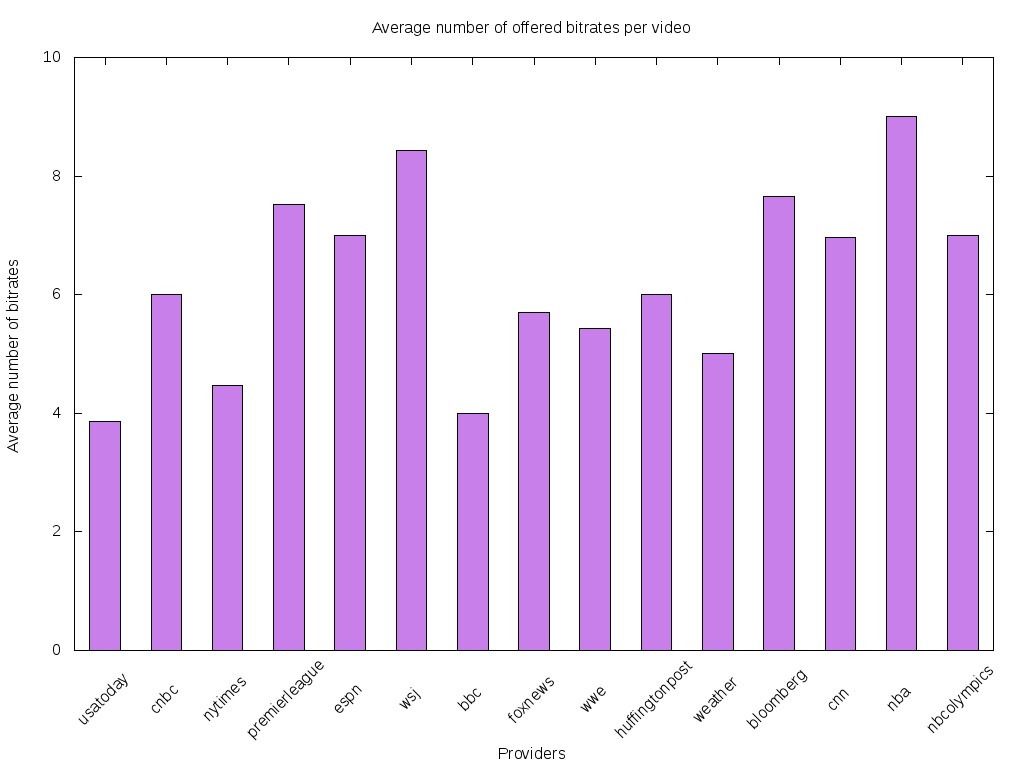 Average number of offered bitrates per video
10
8
6
4
2
0
Average number of bitrates
usatoday
cnbc
nytimes
premierleague
espn
wsj
bbc
foxnews
wwe
huffingtonpost
weather
bloomberg
cnn
nba
nbcolympics
Providers